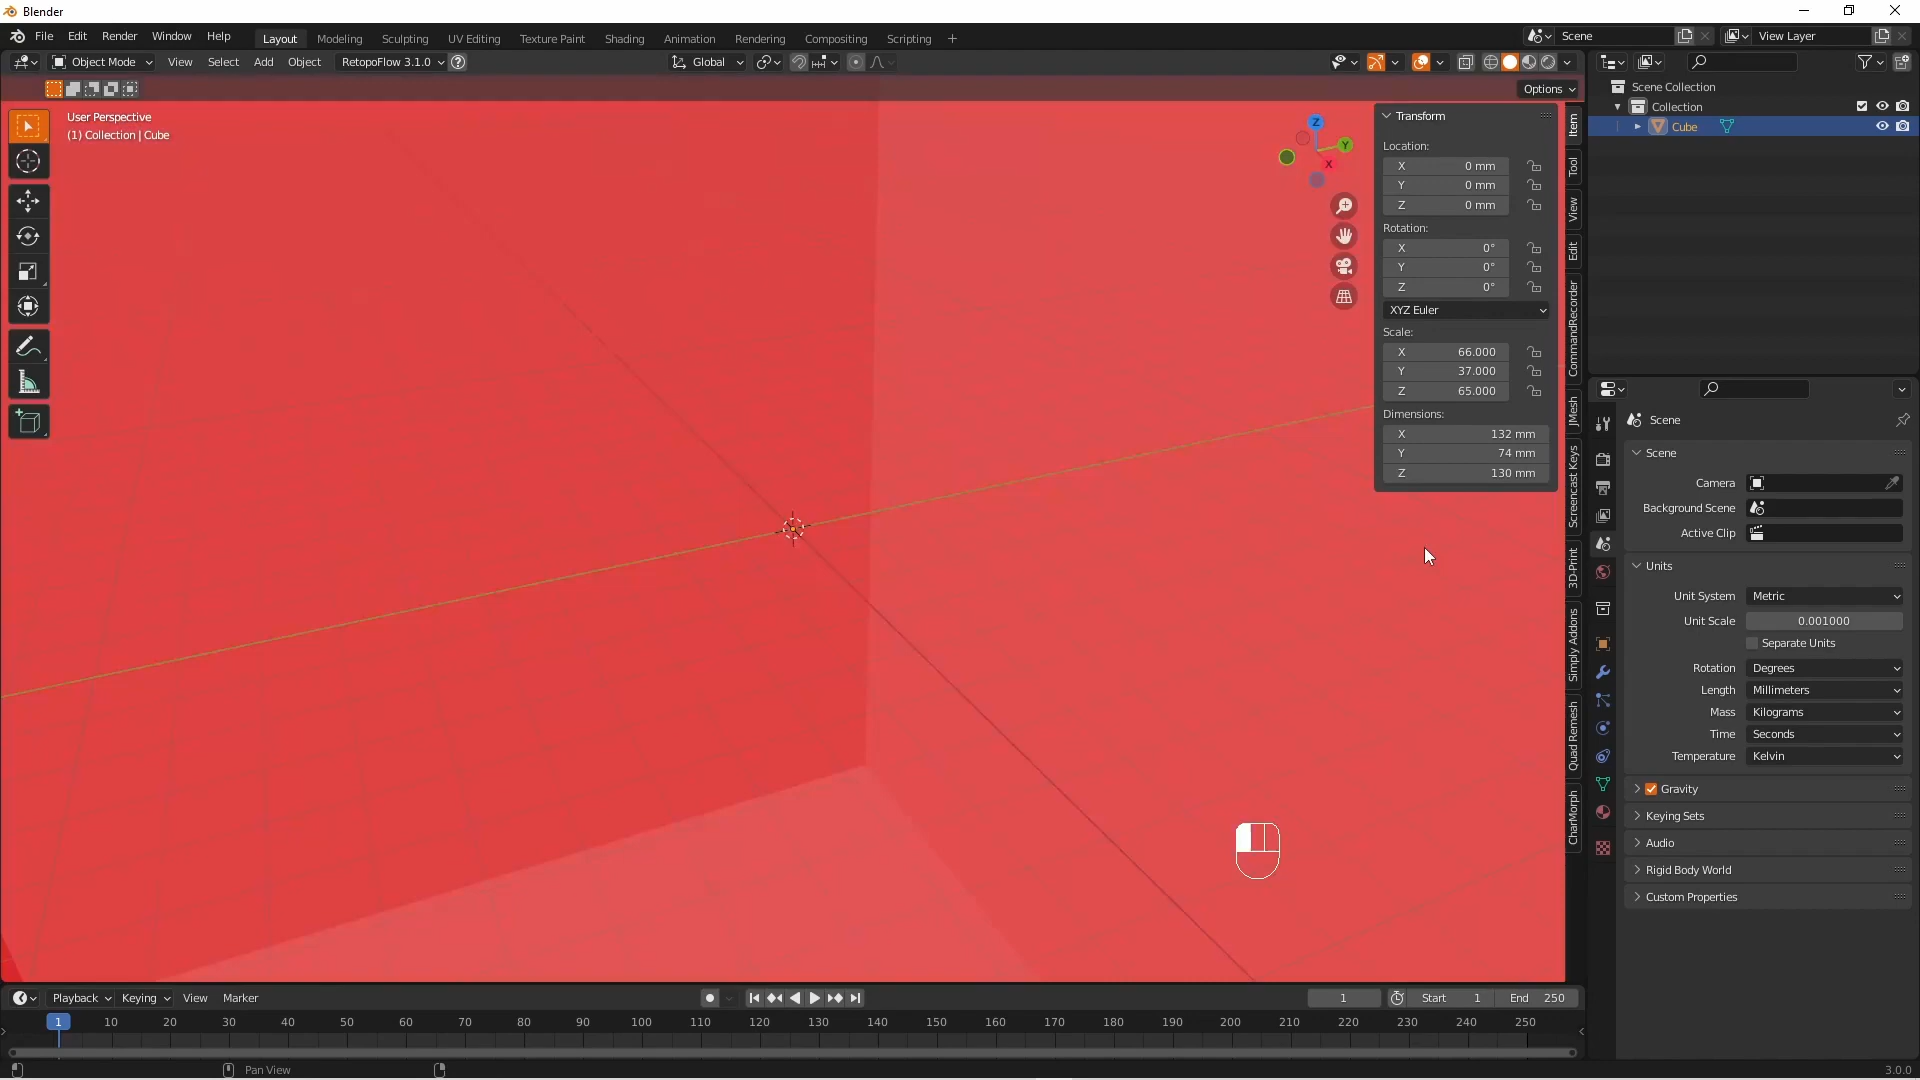 Blender
File Edit Render Window Help
Layout Modeling Sculpting UV Editing Texture Paint Shading Animation Rendering Compositing Scripting
Scene
View Layer
Object Mode View Select Add Object RetopoFlow 3.1.0
Global
Options
User Perspective
(1) Collection | Cube
Z
Y
X
Transform
Location:
X 0 mm
Y 0 mm
Z 0 mm
Rotation:
X 0°
Y 0°
Z 0°
XYZ Euler
Scale:
X 66.000
Y 37.000
Z 65.000
Dimensions:
X 132 mm
Y 74 mm
Z 130 mm
Item
Tool
View
Edit
CommandRecorder
JMesh
Screencast Keys
3D-Print
Simply Addons
Quad Remesh
CharMorph
Scene Collection
Collection
Cube
Scene
Scene
Camera
Background Scene
Active Clip
Units
Unit System Metric
Unit Scale 0.001000
Separate Units
Rotation Degrees
Length Millimeters
Mass Kilograms
Time Seconds
Temperature Kelvin
Gravity
Keying Sets
Audio
Rigid Body World
Custom Properties
Playback Keying View Marker
1 Start 1 End 250
1 10 20 30 40 50 60 70 80 90 100 110 120 130 140 150 160 170 180 190 200 210 220 230 240 250
Pan View
3.0.0